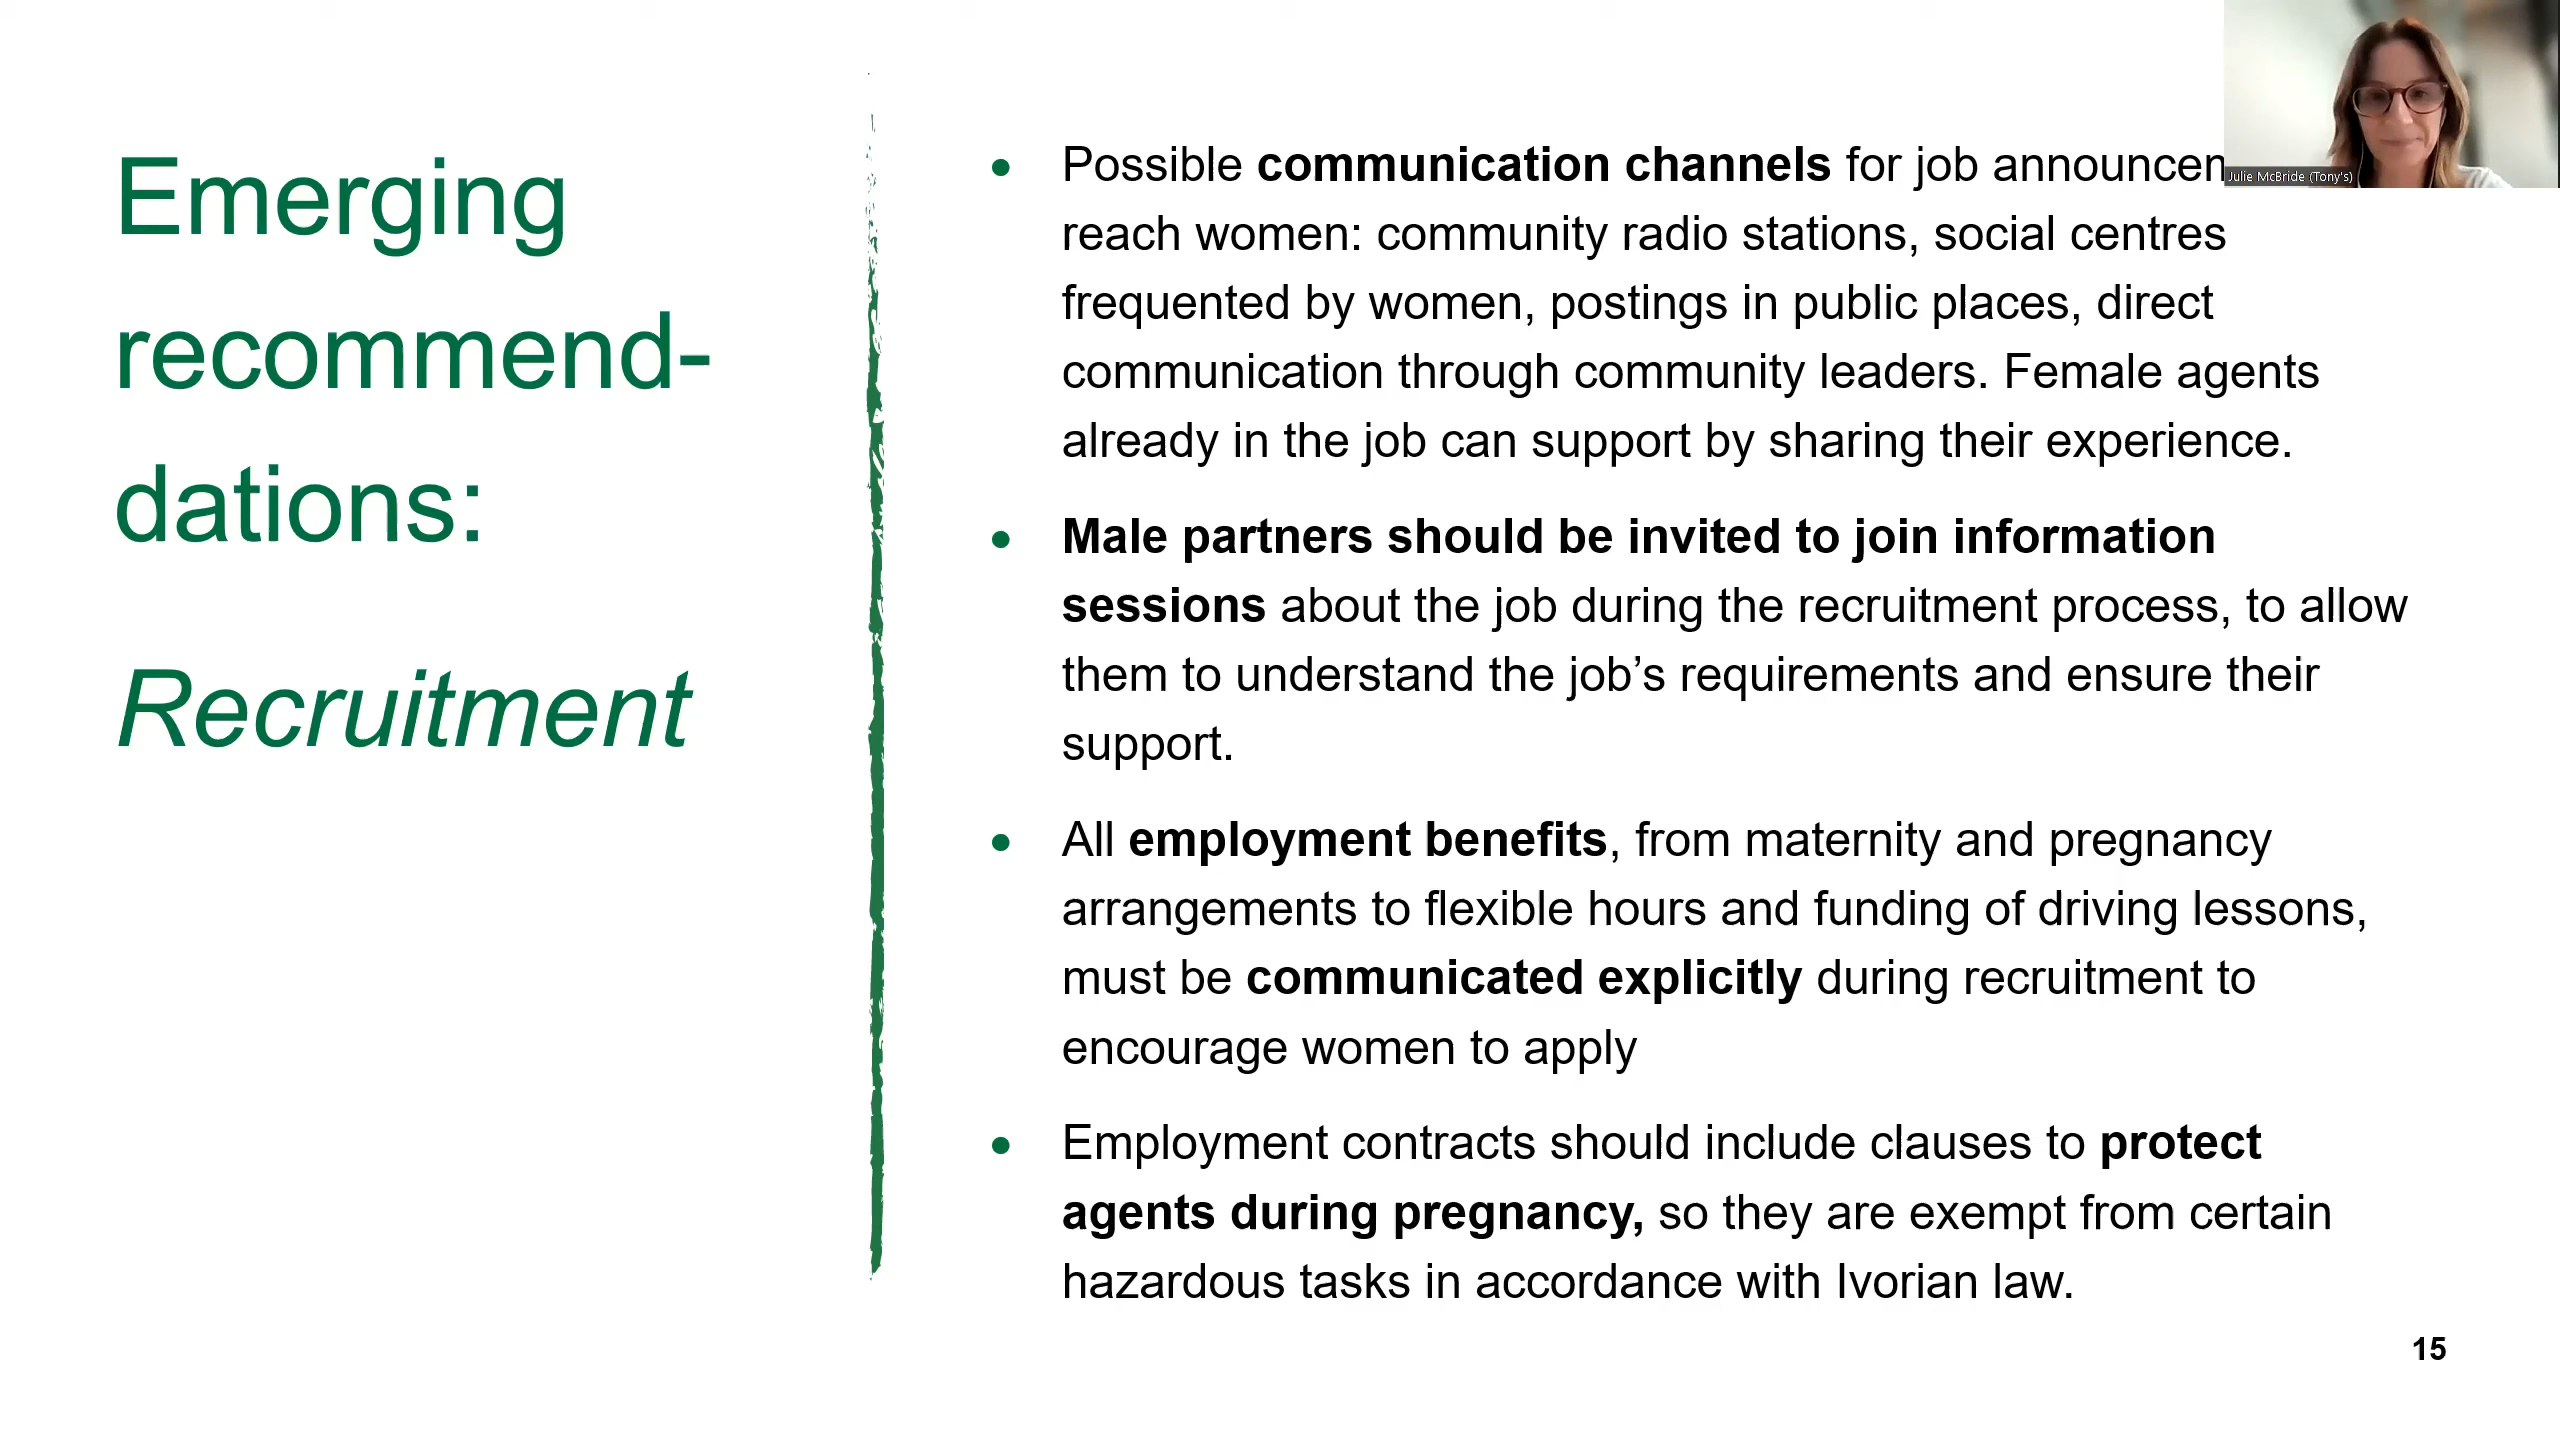 Emerging
recommend-
dations:
Recruitment
Possible communication channels for job
reach women: community radio stations, social centres
frequented by women, postings in public places, direct
communication through community leaders. Female agents
already in the job can support by sharing their experience.
Male partners should be invited to join information
sessions about the job during the recruitment process, to allow
them to understand the job’s requirements and ensure their
support.
All employment benefits, from maternity and pregnancy
arrangements to flexible hours and funding of driving lessons,
must be communicated explicitly during recruitment to
encourage women to apply
Employment contracts should include clauses to protect
agents during pregnancy, so they are exempt from certain
hazardous tasks in accordance with Ivorian law.
15
Julie McBride (Tony's)